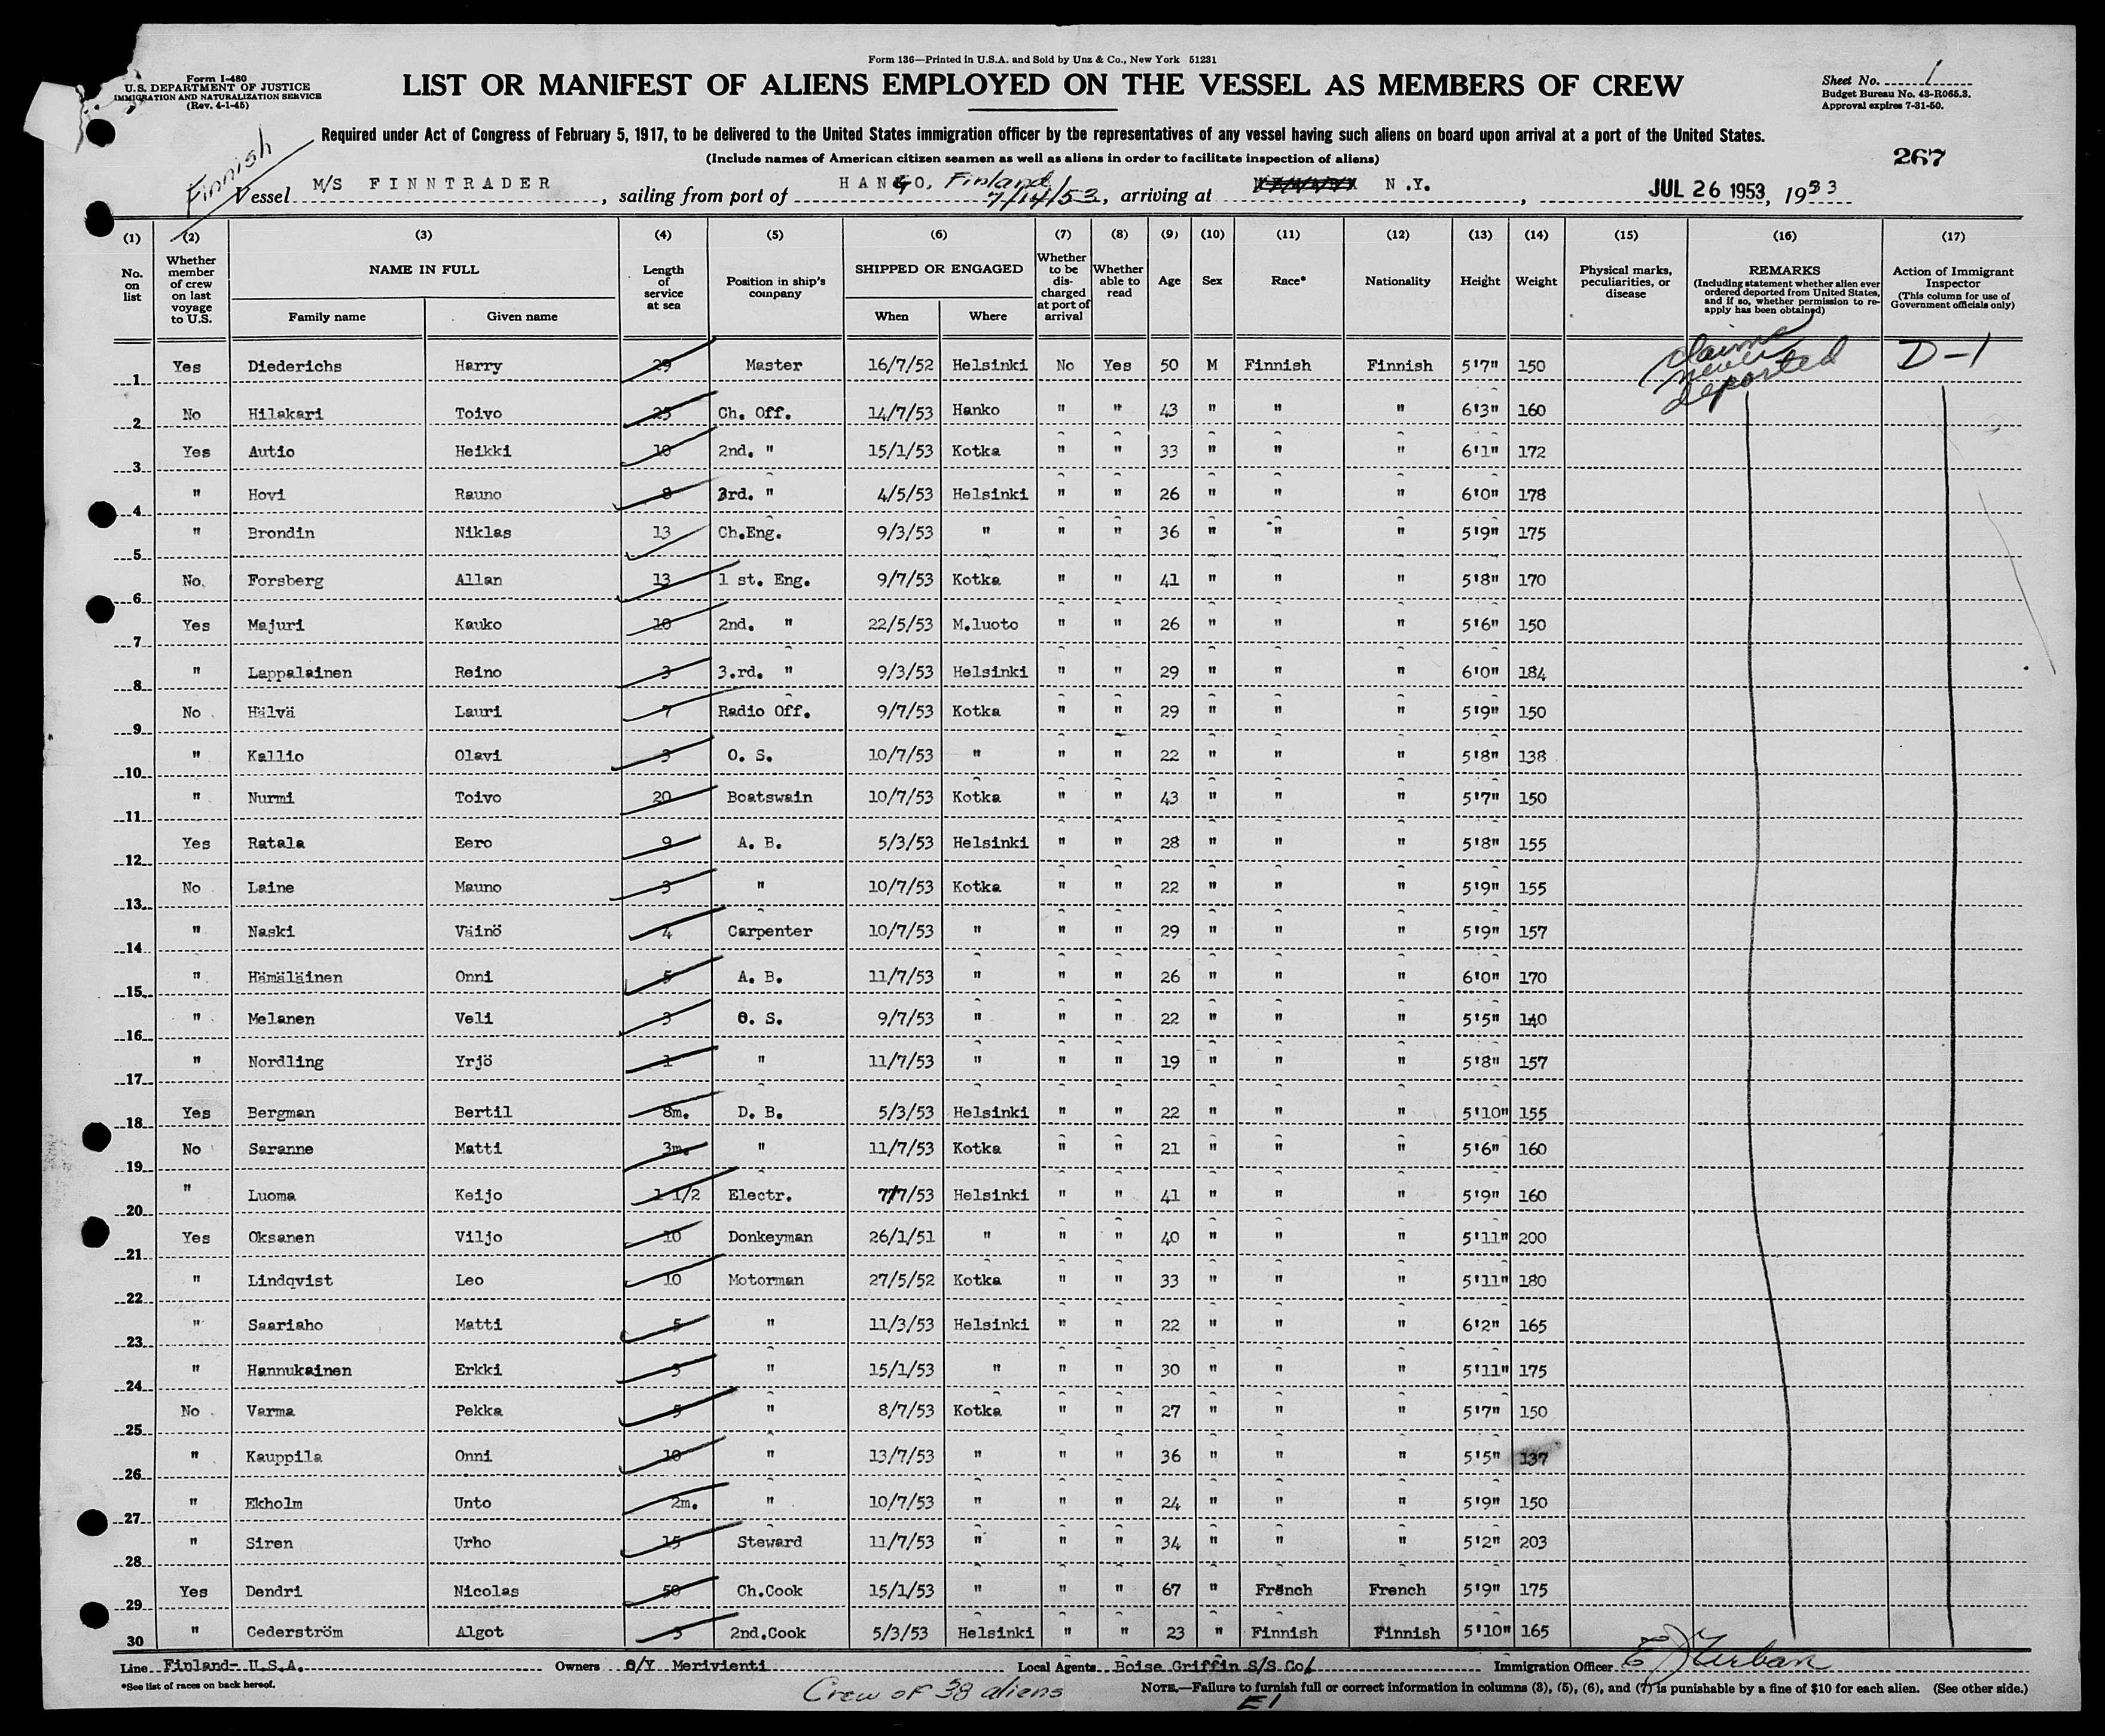 Form 136—Printed in U.S.A. and Sold by Unz & Co., New York 51231
Form I-480
U.S. DEPARTMENT OF JUSTICE
IMMIGRATION AND NATURALIZATION SERVICE
(Rev. 4-1-45)
LIST OR MANIFEST OF ALIENS EMPLOYED ON THE VESSEL AS MEMBERS OF CREW
Sheet No. 1
Budget Bureau No. 43-R065.3.
Approval expires 7-31-50.
Required under Act of Congress of February 5, 1917, to be delivered to the United States immigration officer by the representatives of any vessel having such aliens on board upon arrival at a port of the United States.
(Include names of American citizen seamen as well as aliens in order to facilitate inspection of aliens)
267
Finnish
Vessel M/S FINNTRADER, sailing from port of HANGO, Finland 7/14/53, arriving at N.Y., JUL 26 1953, 1953
(1) (2) (3) (4) (5) (6) (7) (8) (9) (10) (11) (12) (13) (14) (15) (16) (17)
No. on list
Whether member of crew on last voyage to U.S.
NAME IN FULL
Family name Given name
Length of service at sea
Position in ship's company
SHIPPED OR ENGAGED
When Where
Whether to be discharged at port of arrival
Whether able to read
Age
Sex
Race*
Nationality
Height
Weight
Physical marks, peculiarities, or disease
REMARKS
(Including statement whether alien ever ordered deported from United States, and if so, whether permission to reapply has been obtained)
Action of Immigrant Inspector
(This column for use of Government officials only)
1 Yes Diederichs Harry 29 Master 16/7/52 Helsinki No Yes 50 M Finnish Finnish 5'7" 150 claims never deported D-1
2 No Hilakari Toivo 25 Ch. Off. 14/7/53 Hanko " " 43 " " " 6'3" 160
3 Yes Autio Heikki 10 2nd. " 15/1/53 Kotka " " 33 " " " 6'1" 172
4 " Hovi Rauno 8 3rd. " 4/5/53 Helsinki " " 26 " " " 6'0" 178
5 " Brondin Niklas 13 Ch.Eng. 9/3/53 " " " 36 " " " 5'9" 175
6 No. Forsberg Allan 13 1 st. Eng. 9/7/53 Kotka " " 41 " " " 5'8" 170
7 Yes Majuri Kauko 10 2nd. " 22/5/53 M.luoto " " 26 " " " 5'6" 150
8 " Lappalainen Reino 3 3.rd. " 9/3/53 Helsinki " " 29 " " " 6'0" 184
9 No Hälvä Lauri 7 Radio Off. 9/7/53 Kotka " " 29 " " " 5'9" 150
10 " Kallio Olavi 3 O. S. 10/7/53 " " " 22 " " " 5'8" 138
11 " Nurmi Toivo 20 Boatswain 10/7/53 Kotka " " 43 " " " 5'7" 150
12 Yes Ratala Eero 9 A. B. 5/3/53 Helsinki " " 28 " " " 5'8" 155
13 No Laine Mauno 3 " 10/7/53 Kotka " " 22 " " " 5'9" 155
14 " Naski Väinö 4 Carpenter 10/7/53 " " " 29 " " " 5'9" 157
15 " Hämäläinen Onni 5 A. B. 11/7/53 " " " 26 " " " 6'0" 170
16 " Melanen Veli 3 O. S. 9/7/53 " " " 22 " " " 5'5" 140
17 " Nordling Yrjö 1 " 11/7/53 " " " 19 " " " 5'8" 157
18 Yes Bergman Bertil 8m. D. B. 5/3/53 Helsinki " " 22 " " " 5'10" 155
19 No Saranne Matti 3m. " 11/7/53 Kotka " " 21 " " " 5'6" 160
20 " Luoma Keijo 1 1/2 Electr. 7/7/53 Helsinki " " 41 " " " 5'9" 160
21 Yes Oksanen Viljo 10 Donkeyman 26/1/51 " " " 40 " " " 5'11" 200
22 " Lindqvist Leo 10 Motorman 27/5/52 Kotka " " 33 " " " 5'11" 180
23 " Saariaho Matti 5 " 11/3/53 Helsinki " " 22 " " " 6'2" 165
24 " Hannukainen Erkki 3 " 15/1/53 " " " 30 " " " 5'11" 175
25 No Varma Pekka 5 " 8/7/53 Kotka " " 27 " " " 5'7" 150
26 " Kauppila Onni 10 " 13/7/53 " " " 36 " " " 5'5" 137
27 " Ekholm Unto 2m. " 10/7/53 " " " 24 " " " 5'9" 150
28 " Siren Urho 15 Steward 11/7/53 " " " 34 " " " 5'2" 203
29 Yes Dendri Nicolas 50 Ch.Cook 15/1/53 " " " 67 " French French 5'9" 175
30 " Cederström Algot 3 2nd.Cook 5/3/53 Helsinki " " 23 " Finnish Finnish 5'10" 165
Line Finland- U.S.A. Owners O/Y Merivienti Local Agents Boise Griffin S/S Co. Immigration Officer E J Urban
*See list of races on back hereof.
Crew of 38 aliens
NOTE.—Failure to furnish full or correct information in columns (3), (5), (6), and (7) is punishable by a fine of $10 for each alien. (See other side.)
E1